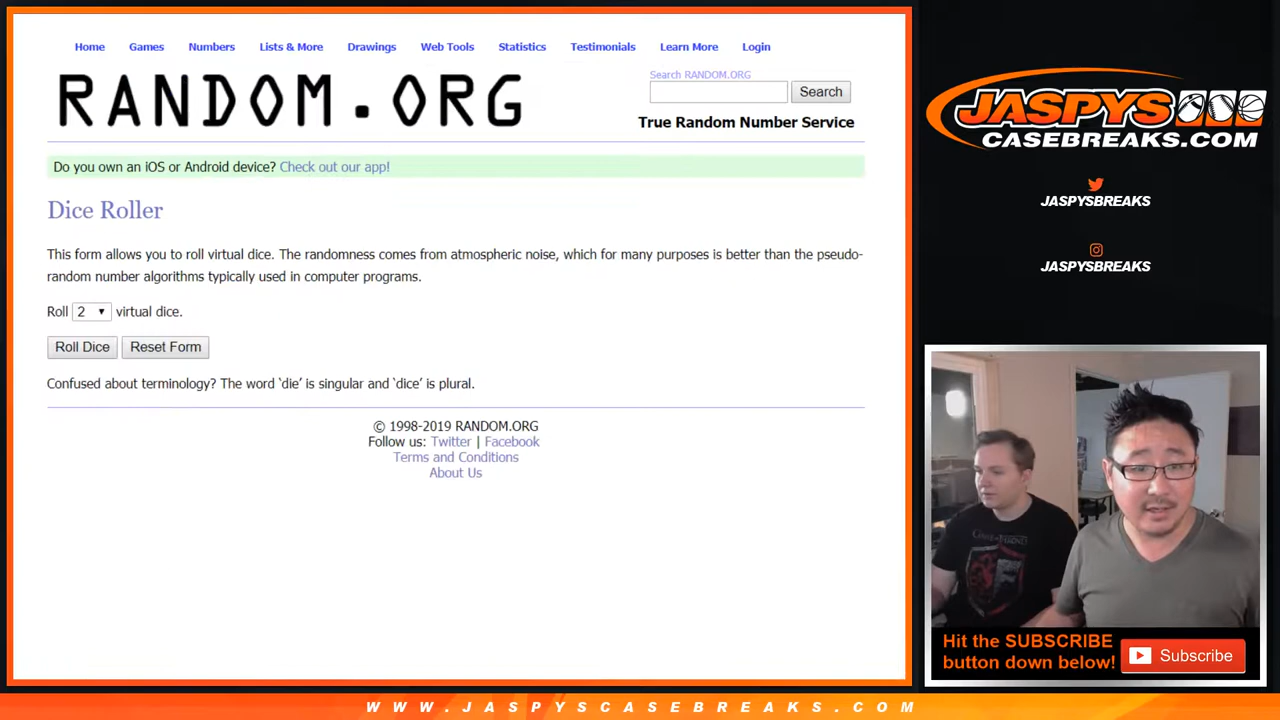 Home Games Numbers Lists & More Drawings Web Tools Statistics Testimonials Learn More Login
RANDOM.ORG
Search RANDOM.ORG
Search
True Random Number Service
Do you own an iOS or Android device? Check out our app!
Dice Roller
This form allows you to roll virtual dice. The randomness comes from atmospheric noise, which for many purposes is better than the pseudo-
random number algorithms typically used in computer programs.
Roll 2 virtual dice.
Roll Dice Reset Form
Confused about terminology? The word ‘die’ is singular and ‘dice’ is plural.
© 1998-2019 RANDOM.ORG
Follow us: Twitter | Facebook
Terms and Conditions
About Us
JASPYS
CASEBREAKS.COM
JASPYSBREAKS
JASPYSBREAKS
GAME OF THRONES
Hit the SUBSCRIBE
button down below!
Subscribe
WWW.JASPYSCASEBREAKS.COM